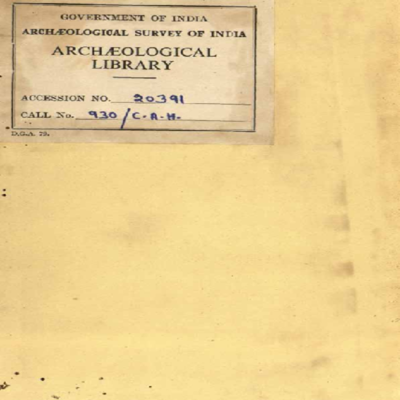 GOVERNMENT OF INDIA
ARCHÆOLOGICAL SURVEY OF INDIA
ARCHÆOLOGICAL
LIBRARY
ACCESSION NO. 20391
CALL No. 930/C.A.H.
D.G.A. 79.